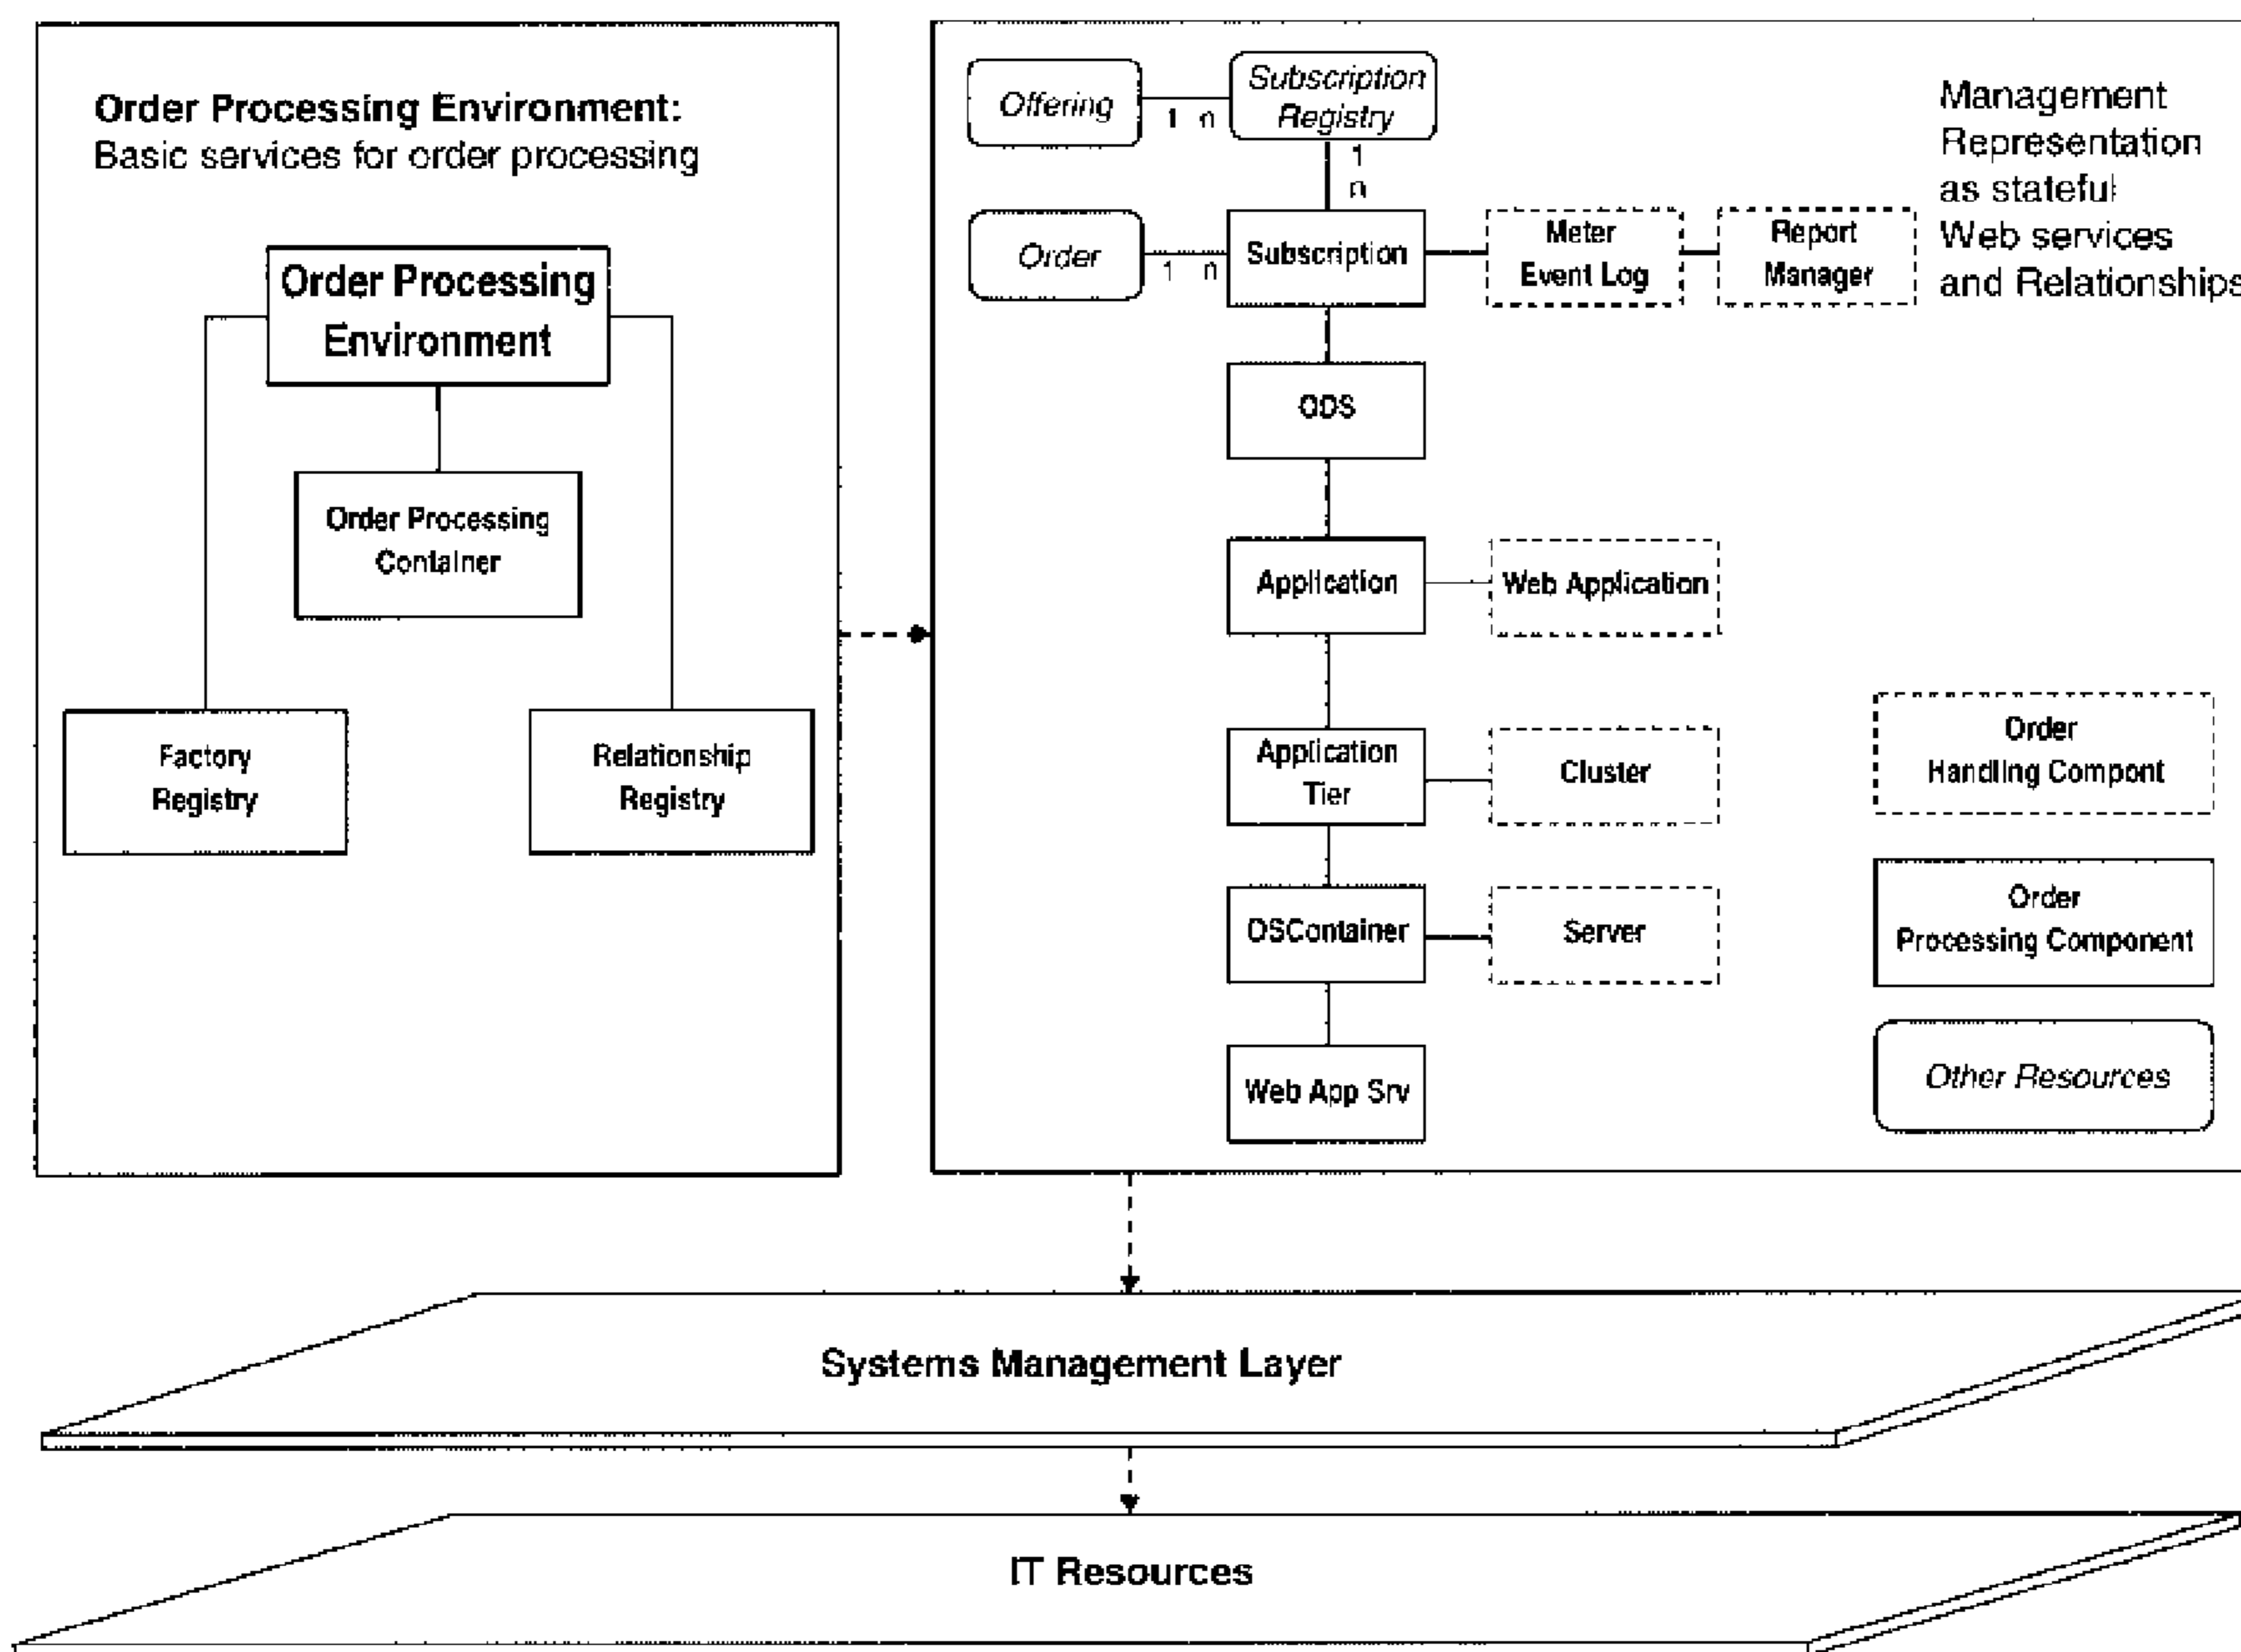 Order Processing Environment:
Basic services for order processing
Order Processing
Environment
Order Processing
Container
Factory
Registry
Relationship
Registry
Offering
1 n
Subscription
Registry
1
n
Order
1 n
Subscription
Meter
Event Log
Report
Manager
Management
Representation
as stateful
Web services
and Relationships
ODS
Application
Web Application
Application
Tier
Cluster
OSContainer
Server
Web App Srv
Order
Handling Compont
Order
Processing Component
Other Resources
Systems Management Layer
IT Resources